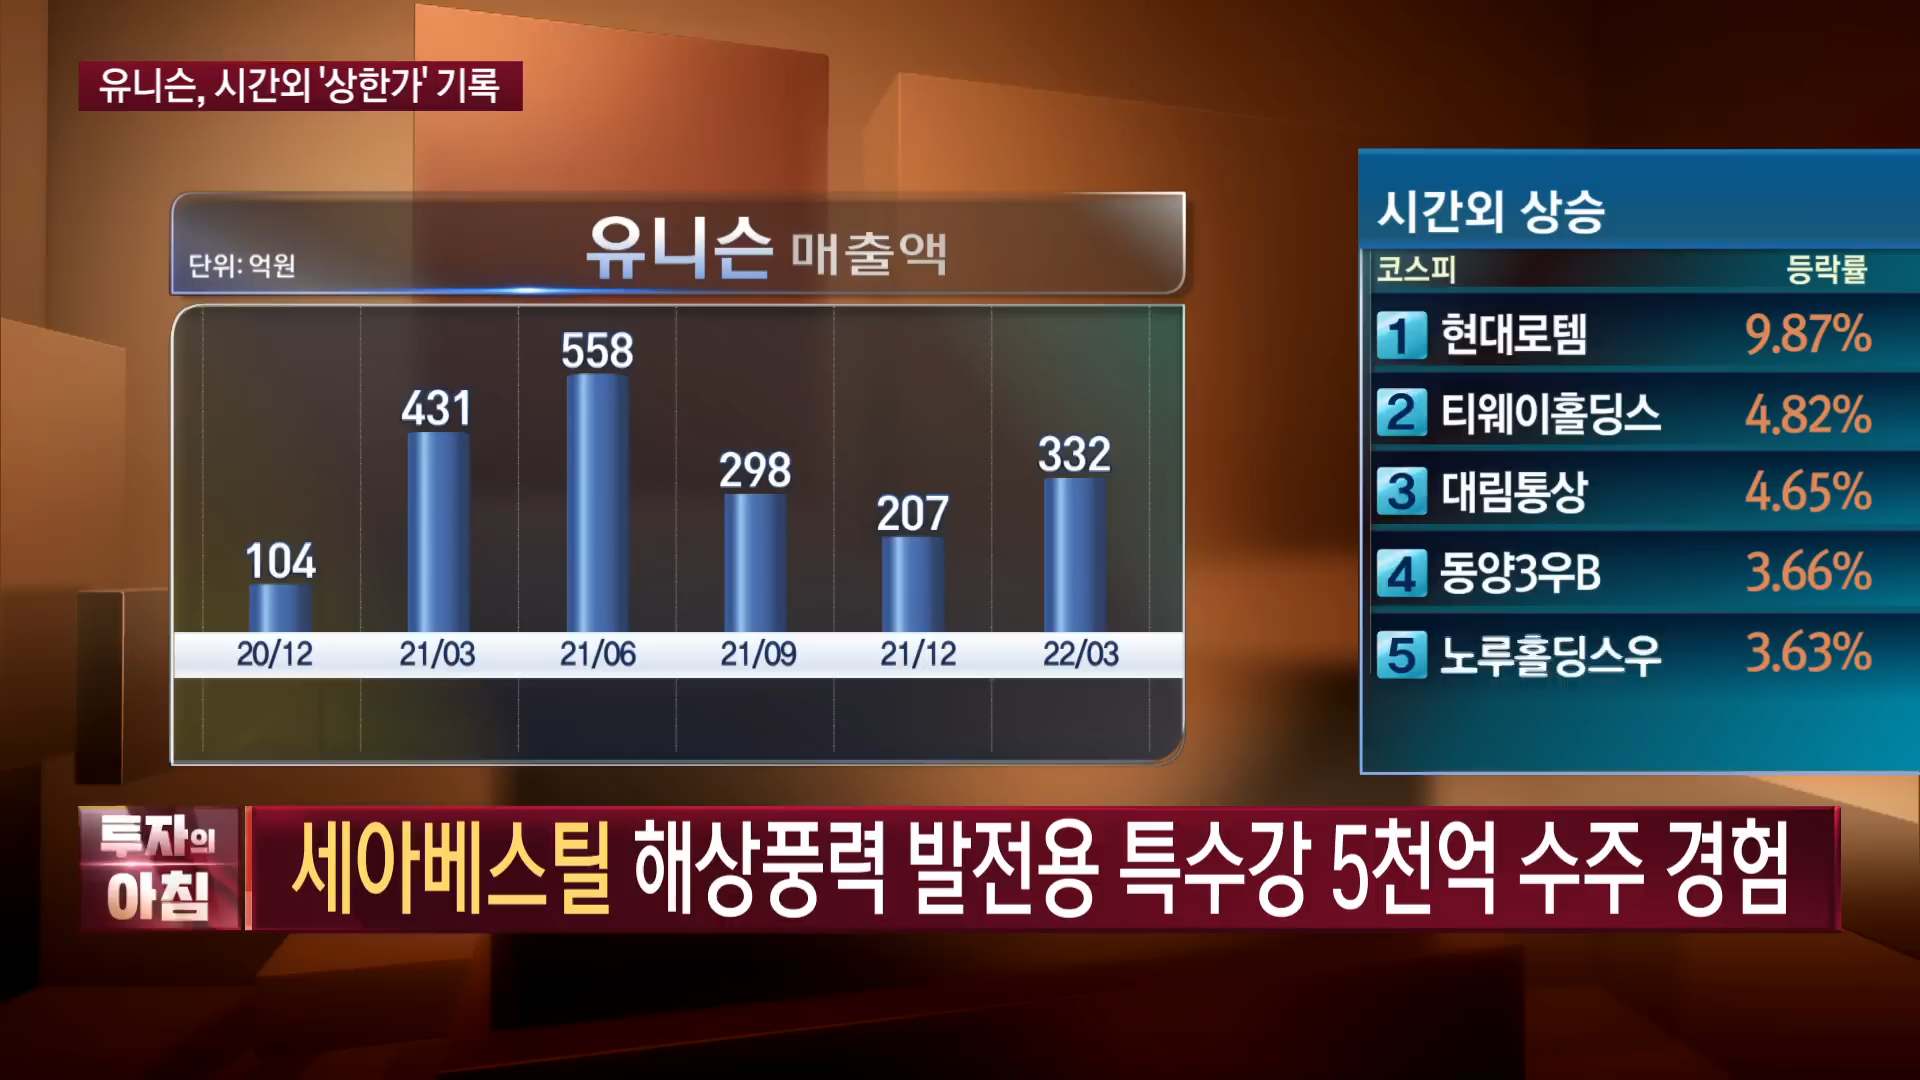 유니슨, 시간외 '상한가' 기록
단위: 억원
유니슨 매출액
104
431
558
298
207
332
20/12
21/03
21/06
21/09
21/12
22/03
시간외 상승
코스피 등락률
1 현대로템 9.87%
2 티웨이홀딩스 4.82%
3 대림통상 4.65%
4 동양3우B 3.66%
5 노루홀딩스우 3.63%
투자의
아침
세아베스틸 해상풍력 발전용 특수강 5천억 수주 경험